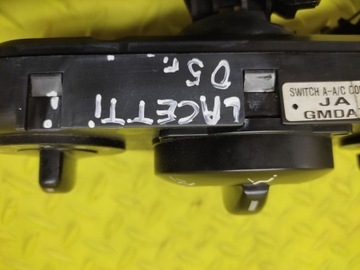 LACETTI
05г.
SWITCH A-A/C CO
JA
GMDA